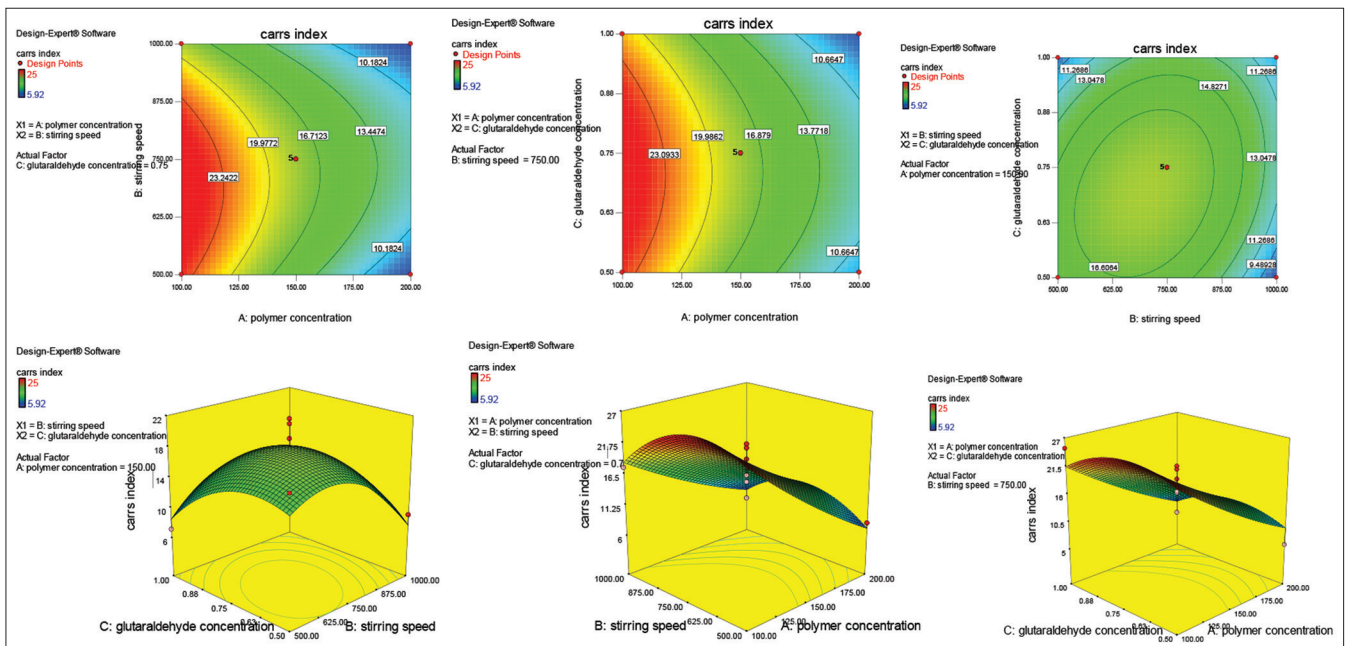 Design-Expert® Software
carrs index
Design Points
25
5.92
X1 = A: polymer concentration
X2 = B: stirring speed
Actual Factor
C: glutaraldehyde concentration = 0.75
carrs index
1000.00
875.00
750.00
625.00
500.00
B: stirring speed
10.1824
13.4474
16.7123
19.9772
5
23.2422
10.1824
100.00 125.00 150.00 175.00 200.00
A: polymer concentration
Design-Expert® Software
carrs index
Design Points
25
5.92
X1 = A: polymer concentration
X2 = C: glutaraldehyde concentration
Actual Factor
B: stirring speed = 750.00
carrs index
1.00
0.88
0.75
0.63
0.50
C: glutaraldehyde concentration
10.6647
19.9862
16.879
13.7718
23.0933
5
10.6647
100.00 125.00 150.00 175.00 200.00
A: polymer concentration
Design-Expert® Software
carrs index
Design Points
25
5.92
X1 = B: stirring speed
X2 = C: glutaraldehyde concentration
Actual Factor
A: polymer concentration = 150.00
carrs index
1.00
0.88
0.75
0.63
0.50
C: glutaraldehyde concentration
11.2686
13.0478
11.2686
14.8271
5
13.0478
11.2686
16.6064
9.48928
500.00 625.00 750.00 875.00 1000.00
B: stirring speed
Design-Expert® Software
carrs index
25
5.92
X1 = B: stirring speed
X2 = C: glutaraldehyde concentration
Actual Factor
A: polymer concentration = 150.00
22
18
14
10
6
carrs index
1.00
0.88
0.75
0.63
0.50
C: glutaraldehyde concentration
1000.00
875.00
750.00
625.00
500.00
B: stirring speed
Design-Expert® Software
carrs index
25
5.92
X1 = A: polymer concentration
X2 = B: stirring speed
Actual Factor
C: glutaraldehyde concentration = 0.7
27
21.75
16.5
11.25
6
carrs index
1000.00
875.00
750.00
625.00
500.00
B: stirring speed
200.00
175.00
150.00
125.00
100.00
A: polymer concentration
Design-Expert® Software
carrs index
25
5.92
X1 = A: polymer concentration
X2 = C: glutaraldehyde concentration
Actual Factor
B: stirring speed = 750.00
27
21.5
16
10.5
5
carrs index
1.00
0.88
0.75
0.63
0.50
C: glutaraldehyde concentration
200.00
175.00
150.00
125.00
100.00
A: polymer concentration